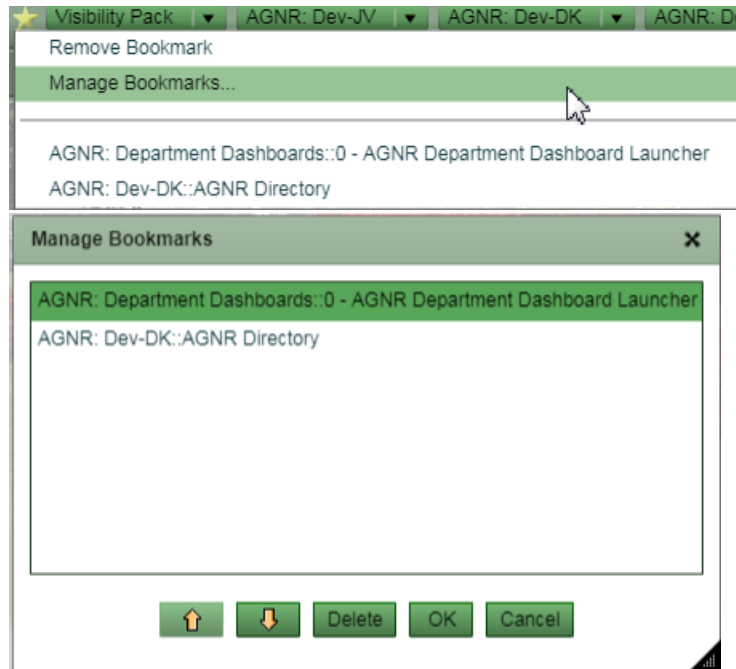 Visibility Pack AGNR: Dev-JV AGNR: Dev-DK AGNR: D
Remove Bookmark
Manage Bookmarks...
AGNR: Department Dashboards::0 - AGNR Department Dashboard Launcher
AGNR: Dev-DK::AGNR Directory
Manage Bookmarks
AGNR: Department Dashboards::0 - AGNR Department Dashboard Launcher
AGNR: Dev-DK::AGNR Directory
Delete OK Cancel